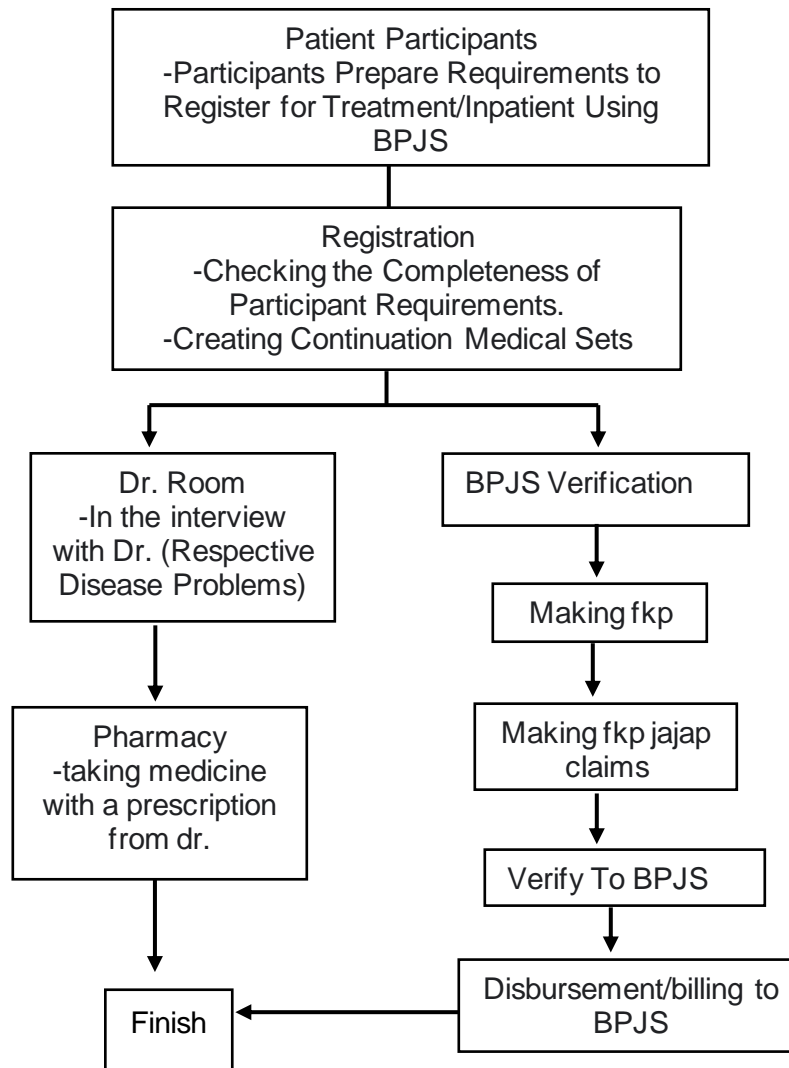 Patient Participants
-Participants Prepare Requirements to
Register for Treatment/Inpatient Using
BPJS
Registration
-Checking the Completeness of
Participant Requirements.
-Creating Continuation Medical Sets
Dr. Room
-In the interview
with Dr. (Respective
Disease Problems)
Pharmacy
-taking medicine
with a prescription
from dr.
BPJS Verification
Making fkp
Making fkp jajap
claims
Verify To BPJS
Disbursement/billing to
BPJS
Finish